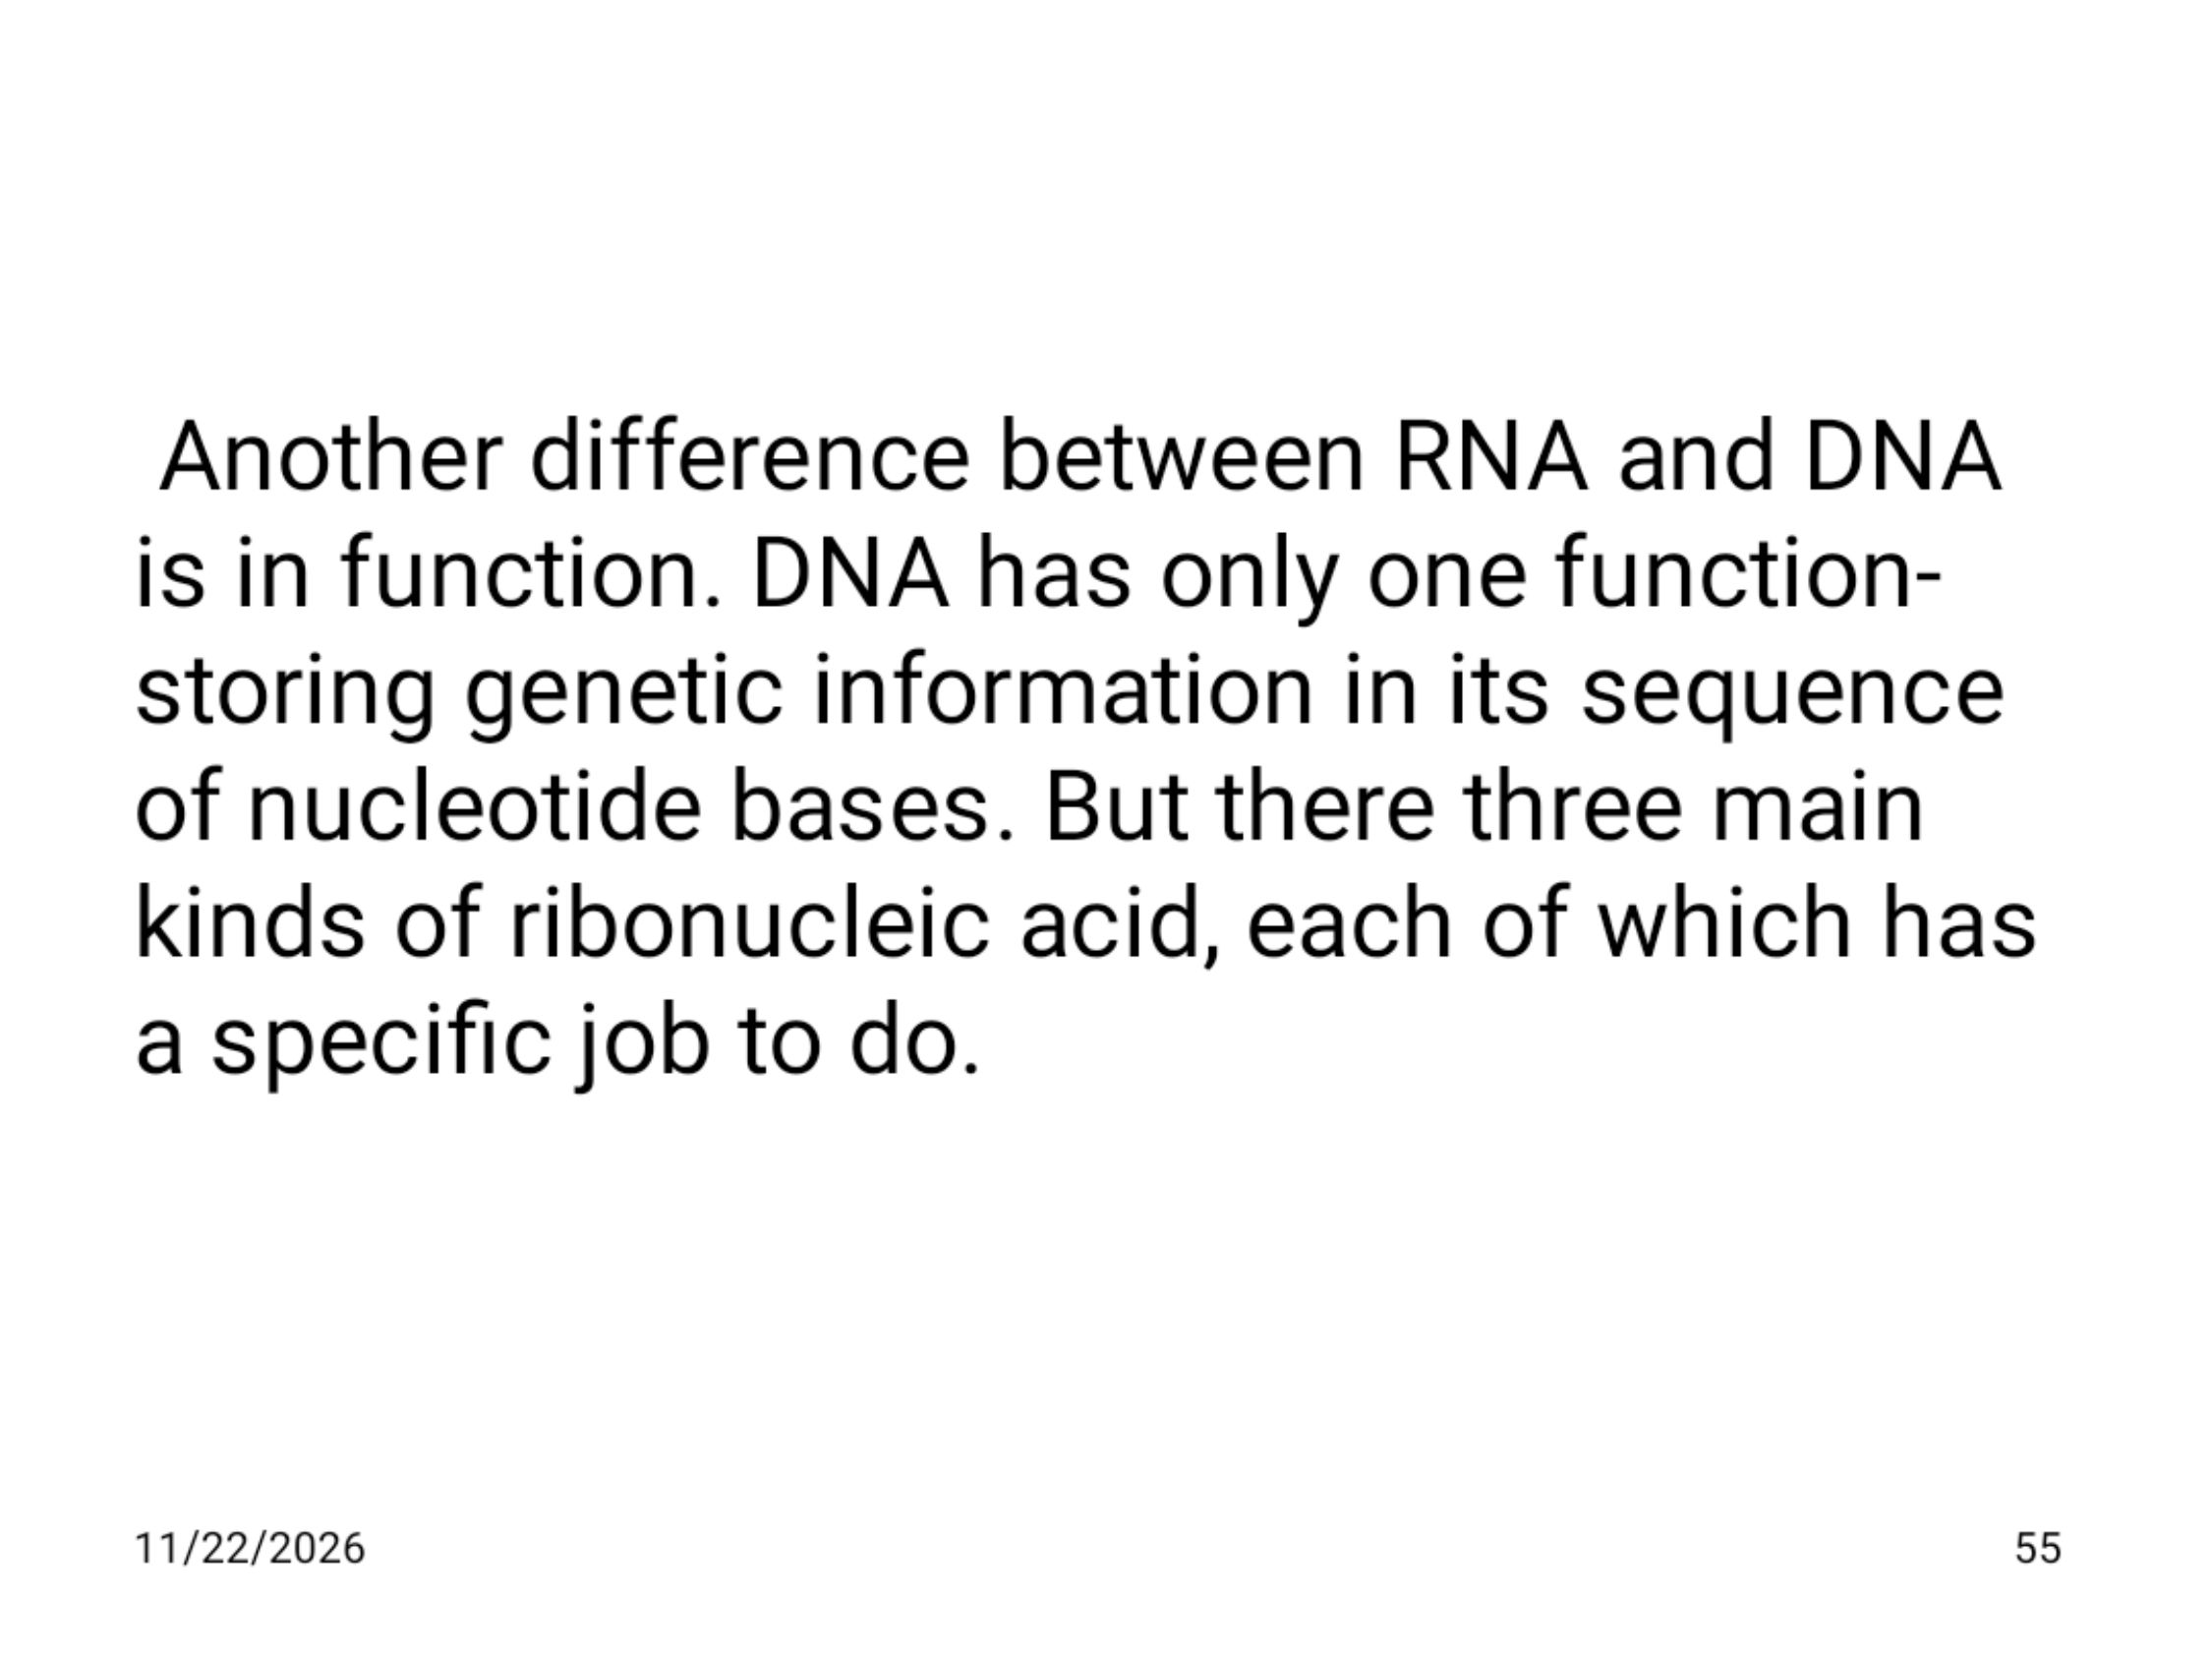 Another difference between RNA and DNA
is in function. DNA has only one function-
storing genetic information in its sequence
of nucleotide bases. But there three main
kinds of ribonucleic acid, each of which has
a specific job to do.
11/22/2026
55